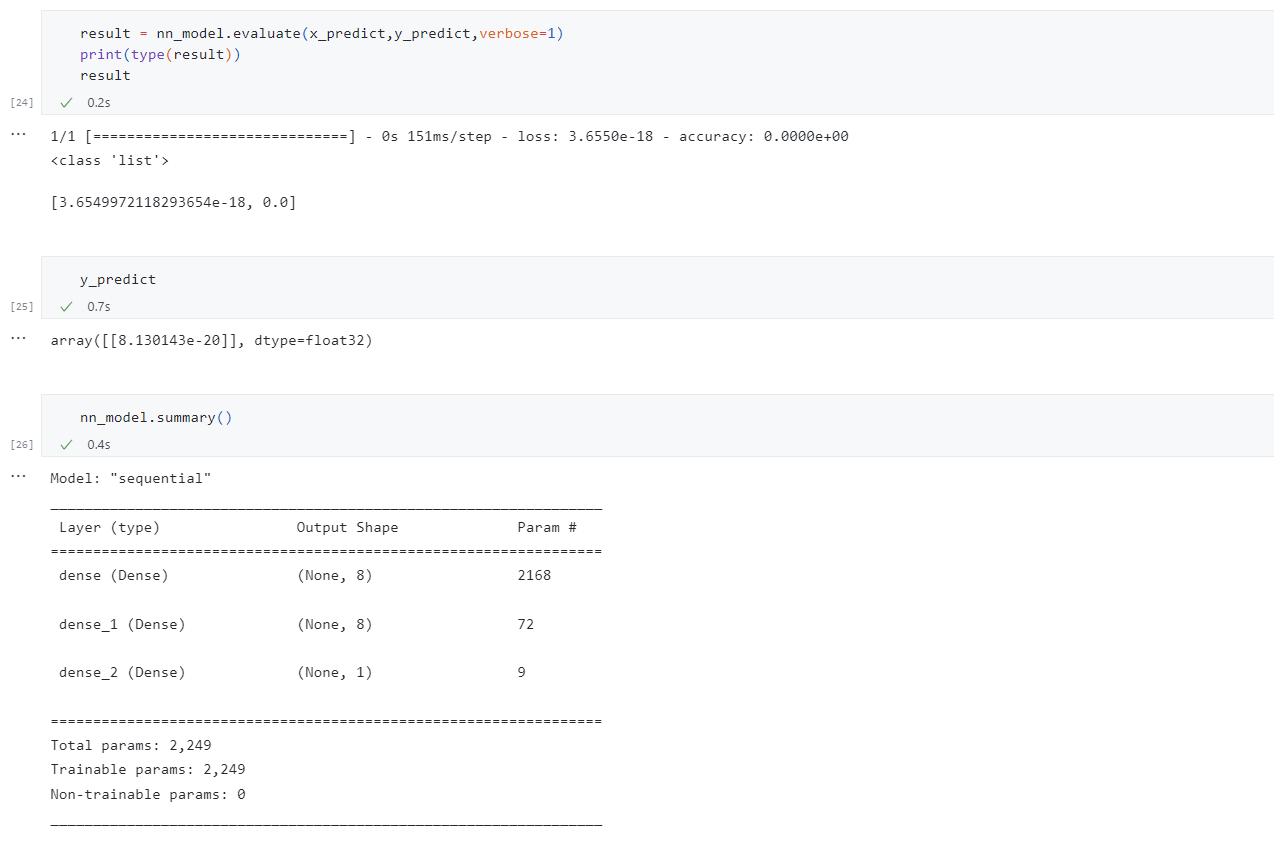 result = nn_model.evaluate(x_predict,y_predict,verbose=1)
print(type(result))
result
[24] ✓ 0.2s
... 1/1 [==============================] - 0s 151ms/step - loss: 3.6550e-18 - accuracy: 0.0000e+00
<class 'list'>
[3.6549972118293654e-18, 0.0]
y_predict
[25] ✓ 0.7s
... array([[8.130143e-20]], dtype=float32)
nn_model.summary()
[26] ✓ 0.4s
... Model: "sequential"
_________________________________________________________________
Layer (type) Output Shape Param #
=================================================================
dense (Dense) (None, 8) 2168
dense_1 (Dense) (None, 8) 72
dense_2 (Dense) (None, 1) 9
=================================================================
Total params: 2,249
Trainable params: 2,249
Non-trainable params: 0
_________________________________________________________________